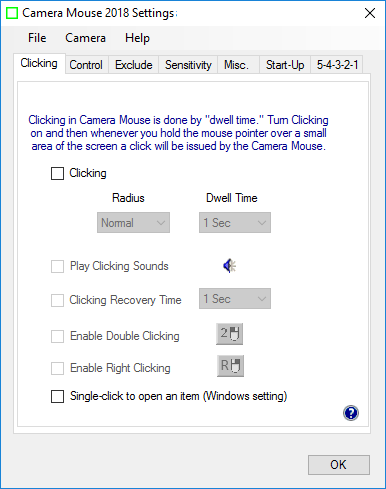 Camera Mouse 2018 Settings
File Camera Help
Clicking Control Exclude Sensitivity Misc. Start-Up 5-4-3-2-1
Clicking in Camera Mouse is done by "dwell time." Turn Clicking
on and then whenever you hold the mouse pointer over a small
area of the screen a click will be issued by the Camera Mouse.
Clicking
Radius Dwell Time
Normal 1 Sec
Play Clicking Sounds
Clicking Recovery Time 1 Sec
Enable Double Clicking 2
Enable Right Clicking R
Single-click to open an item (Windows setting)
?
OK